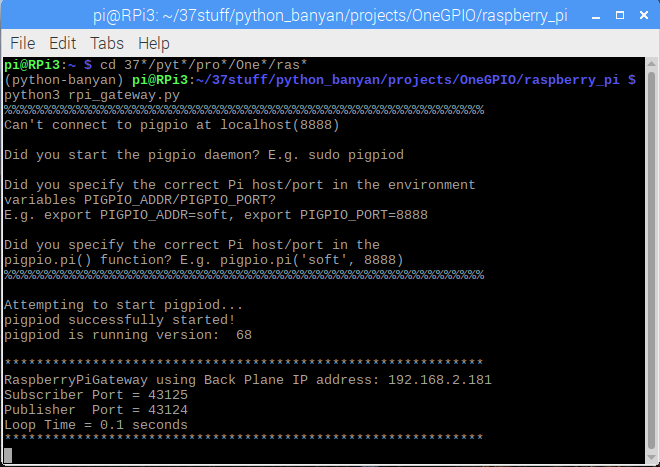 pi@RPi3: ~/37stuff/python_banyan/projects/OneGPIO/raspberry_pi
File Edit Tabs Help
pi@RPi3:~ $ cd 37*/pyt*/pro*/One*/ras*
(python-banyan) pi@RPi3:~/37stuff/python_banyan/projects/OneGPIO/raspberry_pi $
python3 rpi_gateway.py
%%%%%%%%%%%%%%%%%%%%%%%%%%%%%%%%%%%%%%%%%%%%%%%%%%%%%%%%%%%%
Can't connect to pigpio at localhost(8888)
Did you start the pigpio daemon? E.g. sudo pigpiod
Did you specify the correct Pi host/port in the environment
variables PIGPIO_ADDR/PIGPIO_PORT?
E.g. export PIGPIO_ADDR=soft, export PIGPIO_PORT=8888
Did you specify the correct Pi host/port in the
pigpio.pi() function? E.g. pigpio.pi('soft', 8888)
%%%%%%%%%%%%%%%%%%%%%%%%%%%%%%%%%%%%%%%%%%%%%%%%%%%%%%%%%%%%
Attempting to start pigpiod...
pigpiod successfully started!
pigpiod is running version:  68
************************************************************
RaspberryPiGateway using Back Plane IP address: 192.168.2.181
Subscriber Port = 43125
Publisher  Port = 43124
Loop Time = 0.1 seconds
************************************************************